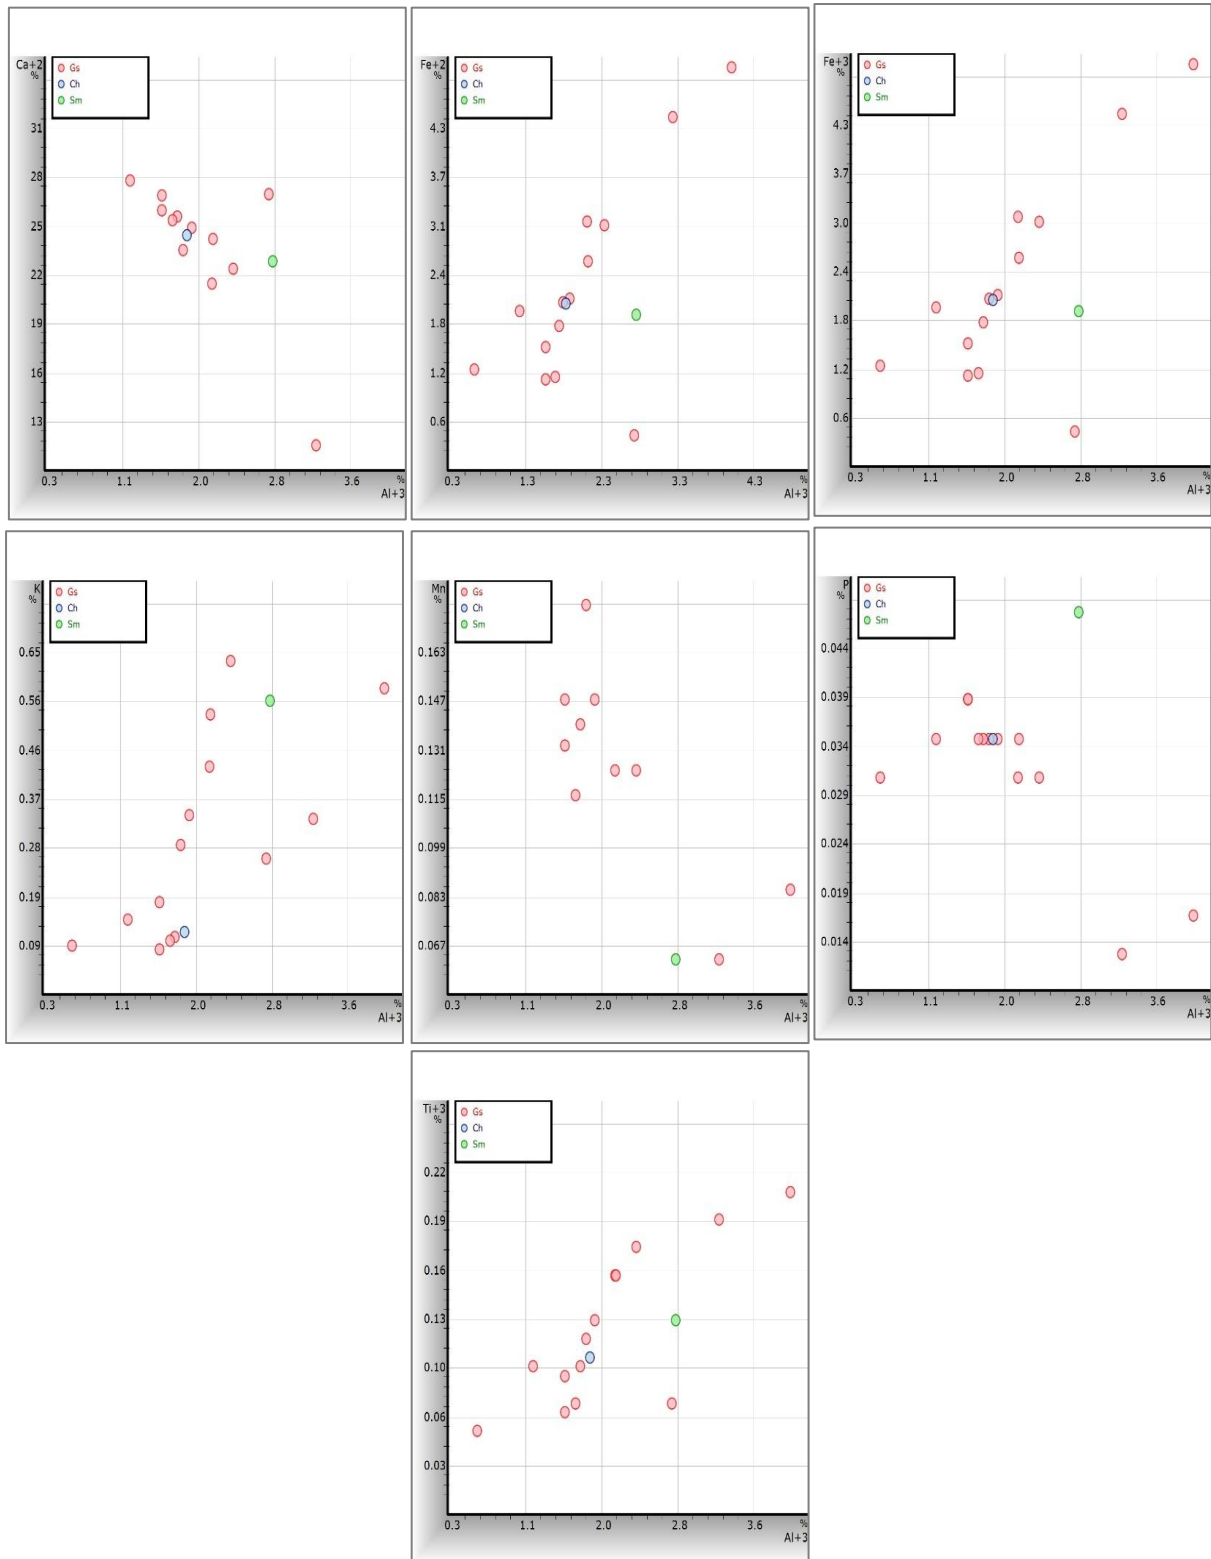 Ca+2
%
Gs
Ch
Sm
31
28
25
22
19
16
13
0.3 1.1 2.0 2.8 3.6 %
Al+3
Fe+2
%
Gs
Ch
Sm
4.3
3.7
3.1
2.4
1.8
1.2
0.6
0.3 1.3 2.3 3.3 4.3 %
Al+3
Fe+3
%
Gs
Ch
Sm
4.3
3.7
3.0
2.4
1.8
1.2
0.6
0.3 1.1 2.0 2.8 3.6 %
Al+3
K
%
Gs
Ch
Sm
0.65
0.56
0.46
0.37
0.28
0.19
0.09
0.3 1.1 2.0 2.8 3.6 %
Al+3
Mn
%
Gs
Ch
Sm
0.163
0.147
0.131
0.115
0.099
0.083
0.067
0.3 1.1 2.0 2.8 3.6 %
Al+3
P
%
Gs
Ch
Sm
0.044
0.039
0.034
0.029
0.024
0.019
0.014
0.3 1.1 2.0 2.8 3.6 %
Al+3
Ti+3
%
Gs
Ch
Sm
0.22
0.19
0.16
0.13
0.10
0.06
0.03
0.3 1.1 2.0 2.8 3.6 %
Al+3